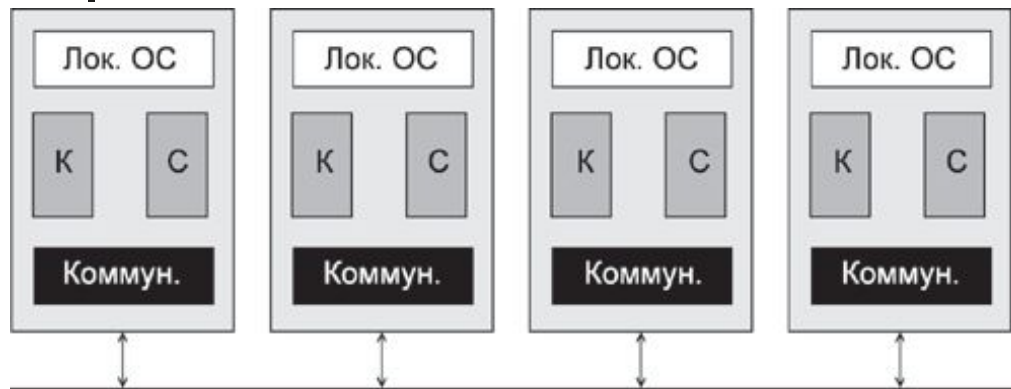 Лок. ОС Лок. ОС Лок. ОС Лок. ОС
К С К С К С К С
Коммун. Коммун. Коммун. Коммун.